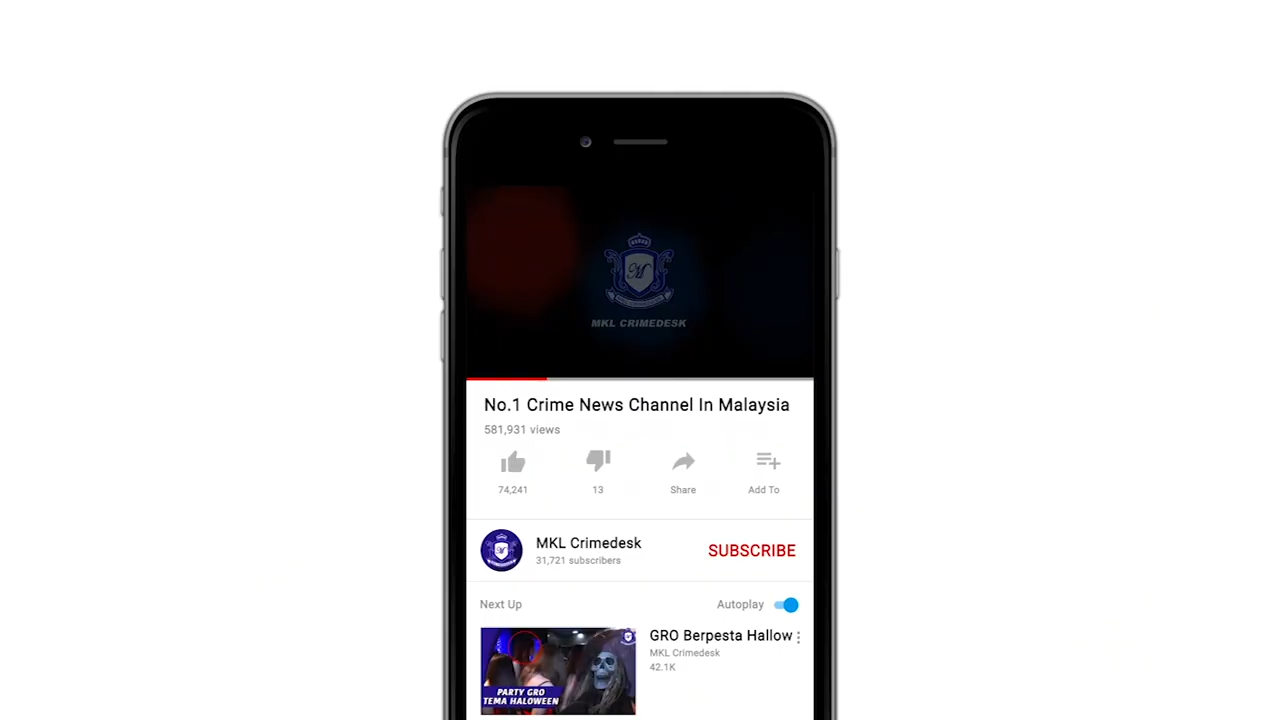 MKL CRIMEDESK
No.1 Crime News Channel In Malaysia
581,931 views
74,241
13
Share
Add To
MKL Crimedesk
31,721 subscribers
SUBSCRIBE
Next Up
Autoplay
GRO Berpesta Hallow
MKL Crimedesk
42.1K
PARTY GRO
TEMA HALOWEEN